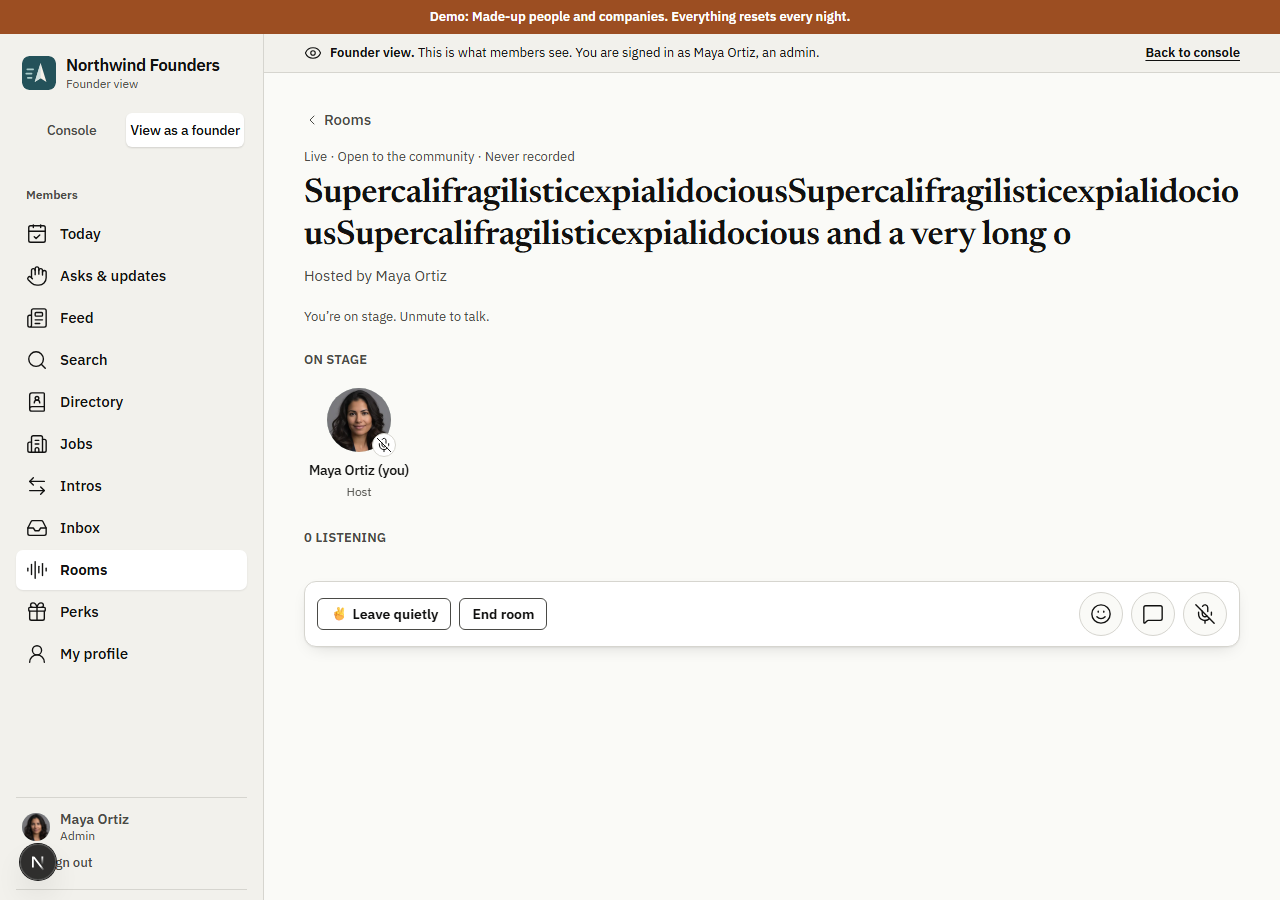 Demo: Made-up people and companies. Everything resets every night.
Northwind Founders
Founder view
Console
View as a founder
Members
Today
Asks & updates
Feed
Search
Directory
Jobs
Intros
Inbox
Rooms
Perks
My profile
Maya Ortiz
Admin
gn out
N
Founder view. This is what members see. You are signed in as Maya Ortiz, an admin.
Back to console
Rooms
Live · Open to the community · Never recorded
SupercalifragilisticexpialidociousSupercalifragilisticexpialidocio
usSupercalifragilisticexpialidocious and a very long o
Hosted by Maya Ortiz
You’re on stage. Unmute to talk.
ON STAGE
Maya Ortiz (you)
Host
0 LISTENING
✌️ Leave quietly
End room